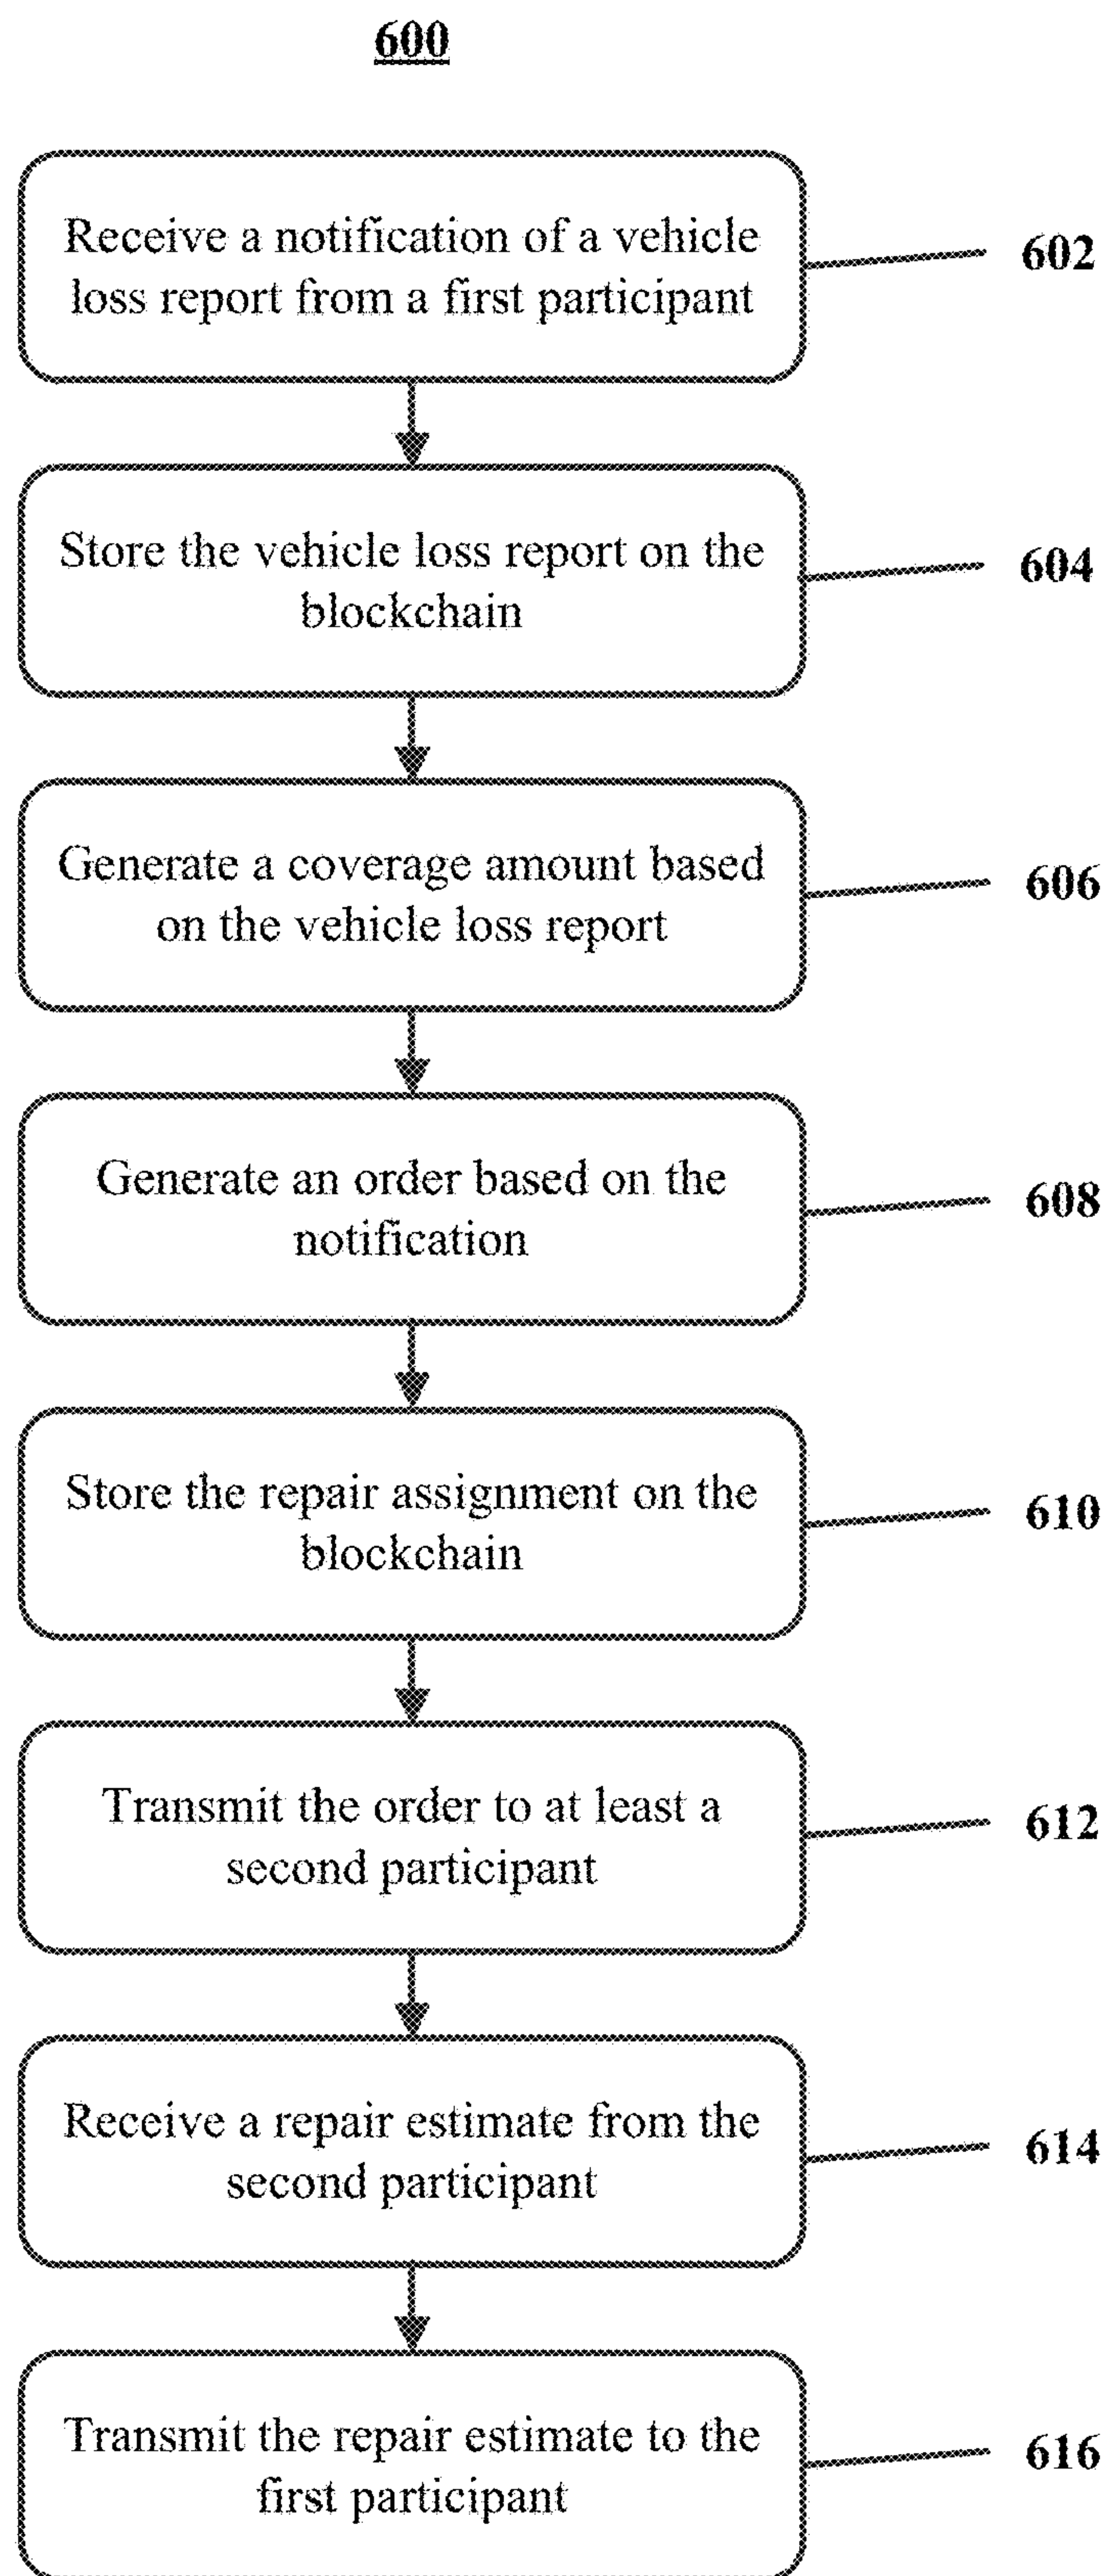 600
Receive a notification of a vehicle
loss report from a first participant
602
Store the vehicle loss report on the
blockchain
604
Generate a coverage amount based
on the vehicle loss report
606
Generate an order based on the
notification
608
Store the repair assignment on the
blockchain
610
Transmit the order to at least a
second participant
612
Receive a repair estimate from the
second participant
614
Transmit the repair estimate to the
first participant
616